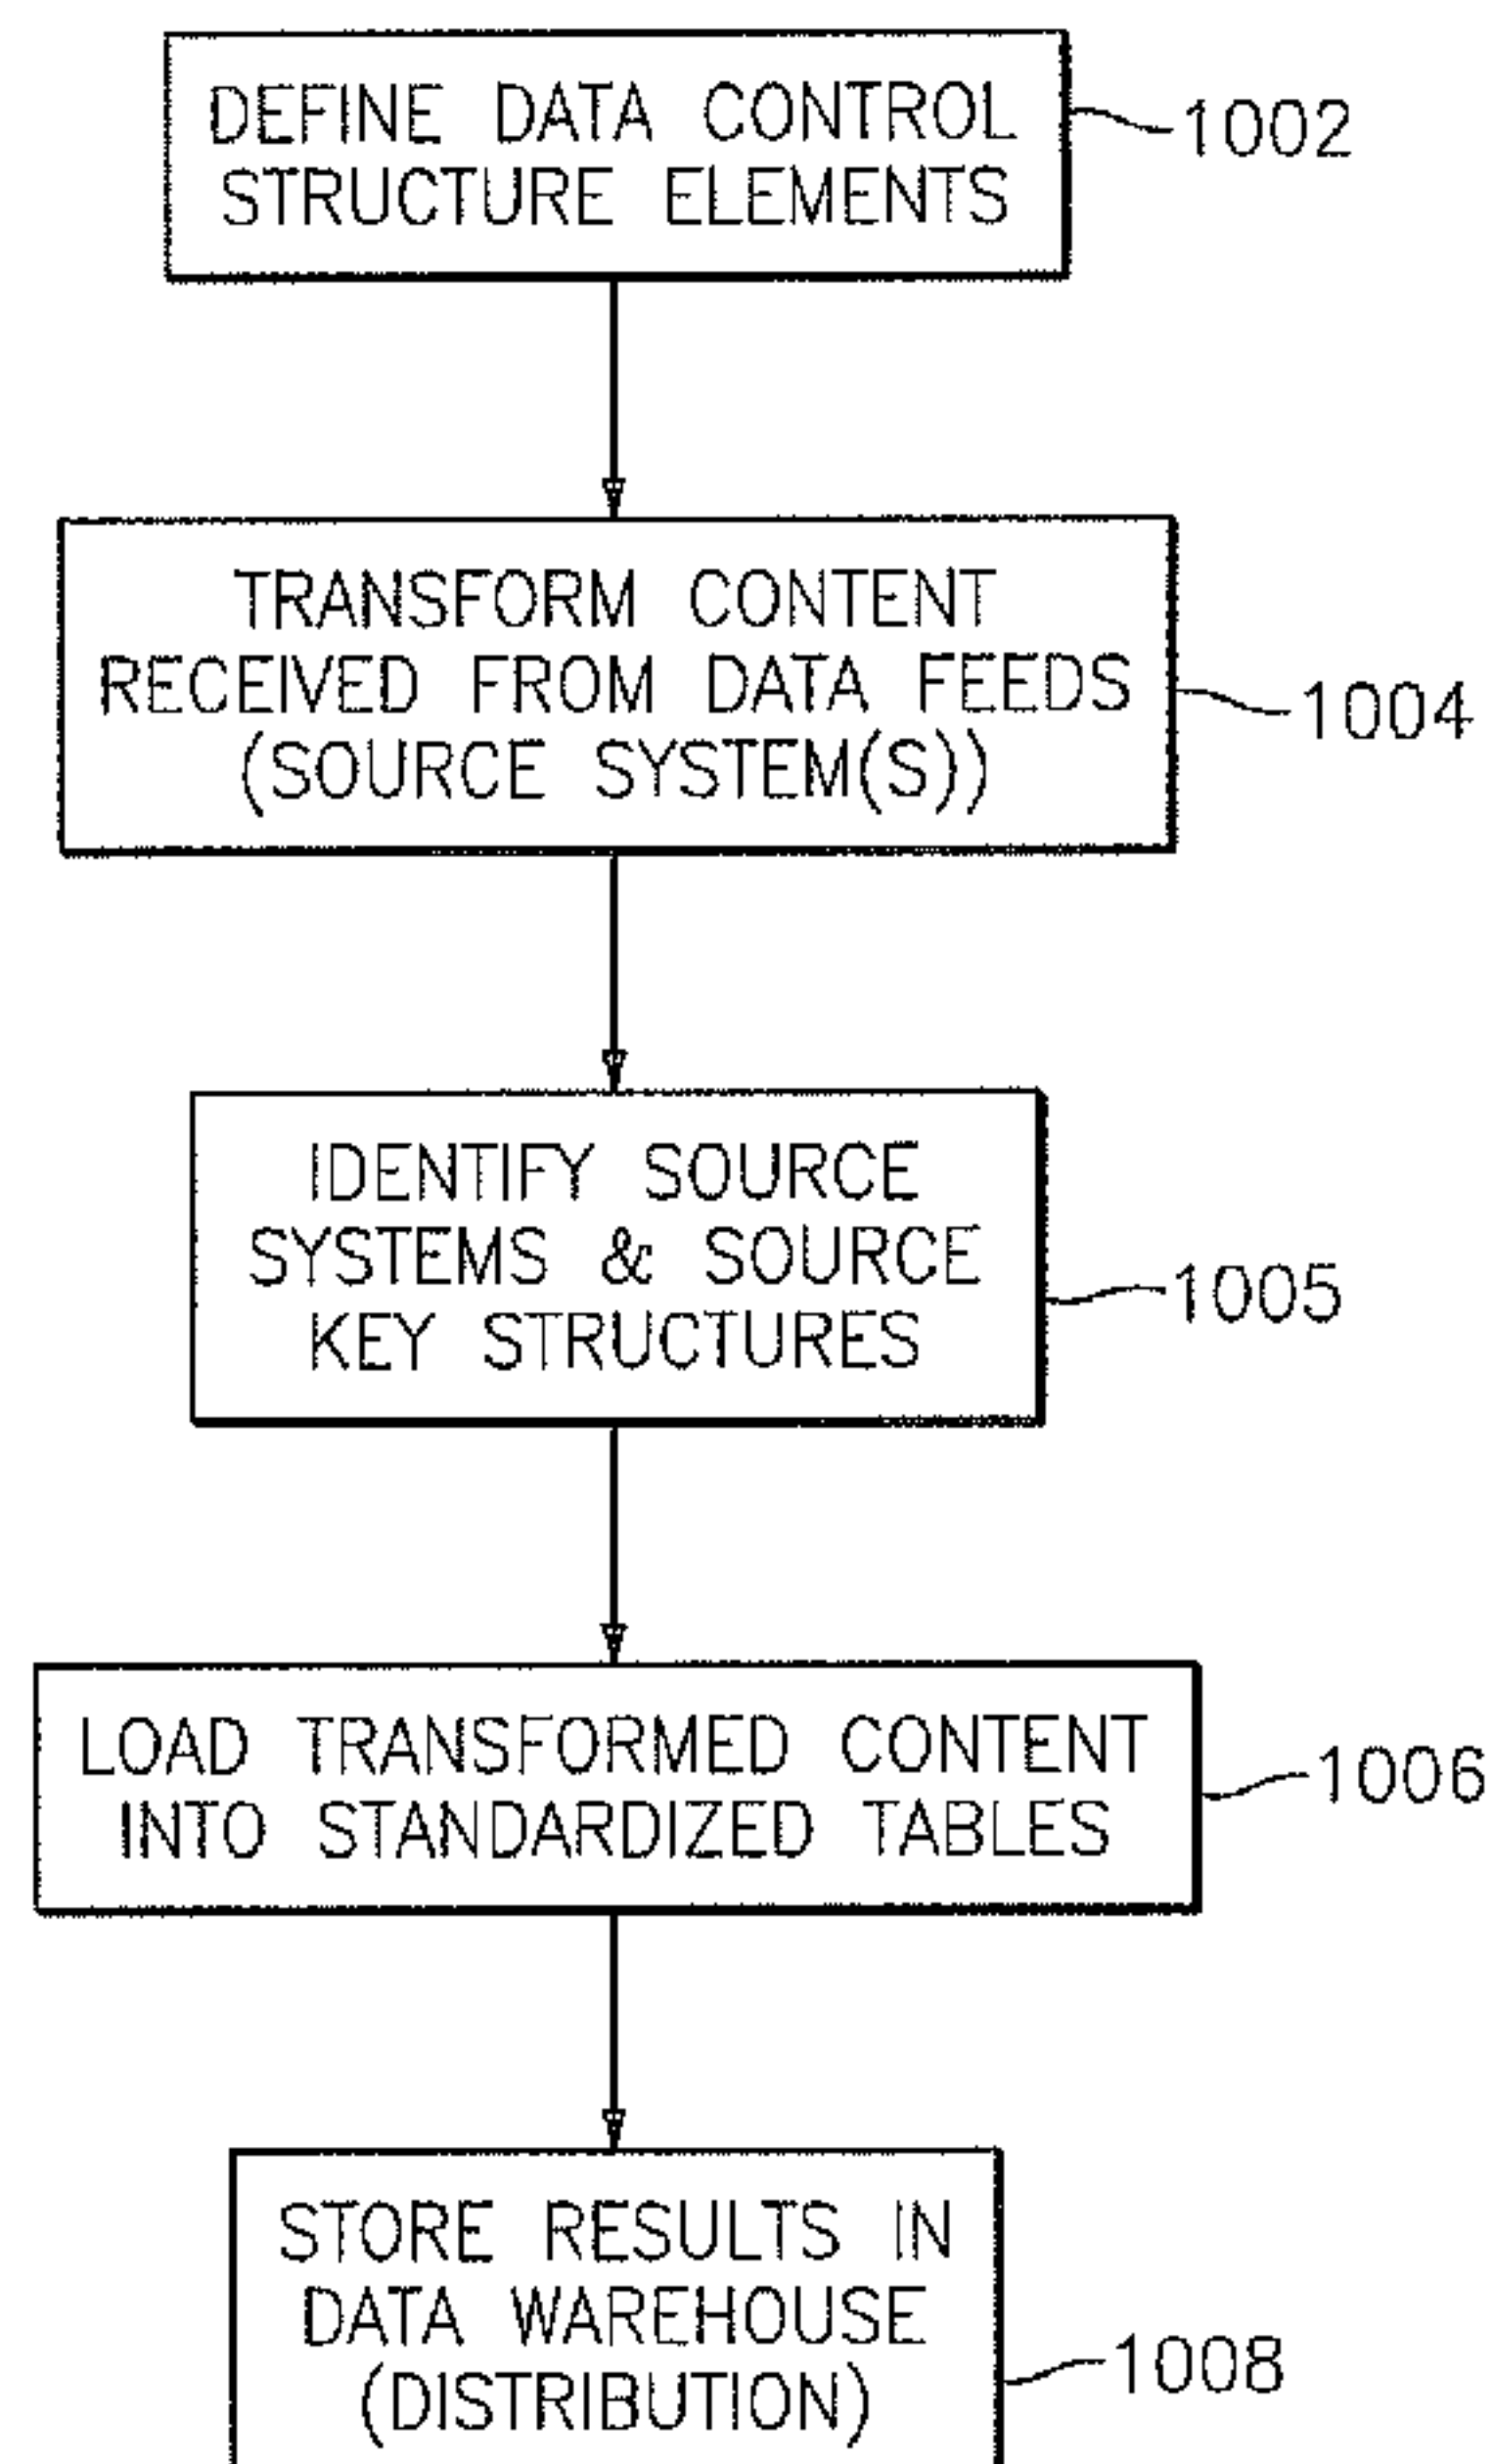 DEFINE DATA CONTROL
STRUCTURE ELEMENTS
1002
TRANSFORM CONTENT
RECEIVED FROM DATA FEEDS
(SOURCE SYSTEM(S))
1004
IDENTIFY SOURCE
SYSTEMS & SOURCE
KEY STRUCTURES
1005
LOAD TRANSFORMED CONTENT
INTO STANDARDIZED TABLES
1006
STORE RESULTS IN
DATA WAREHOUSE
(DISTRIBUTION)
1008